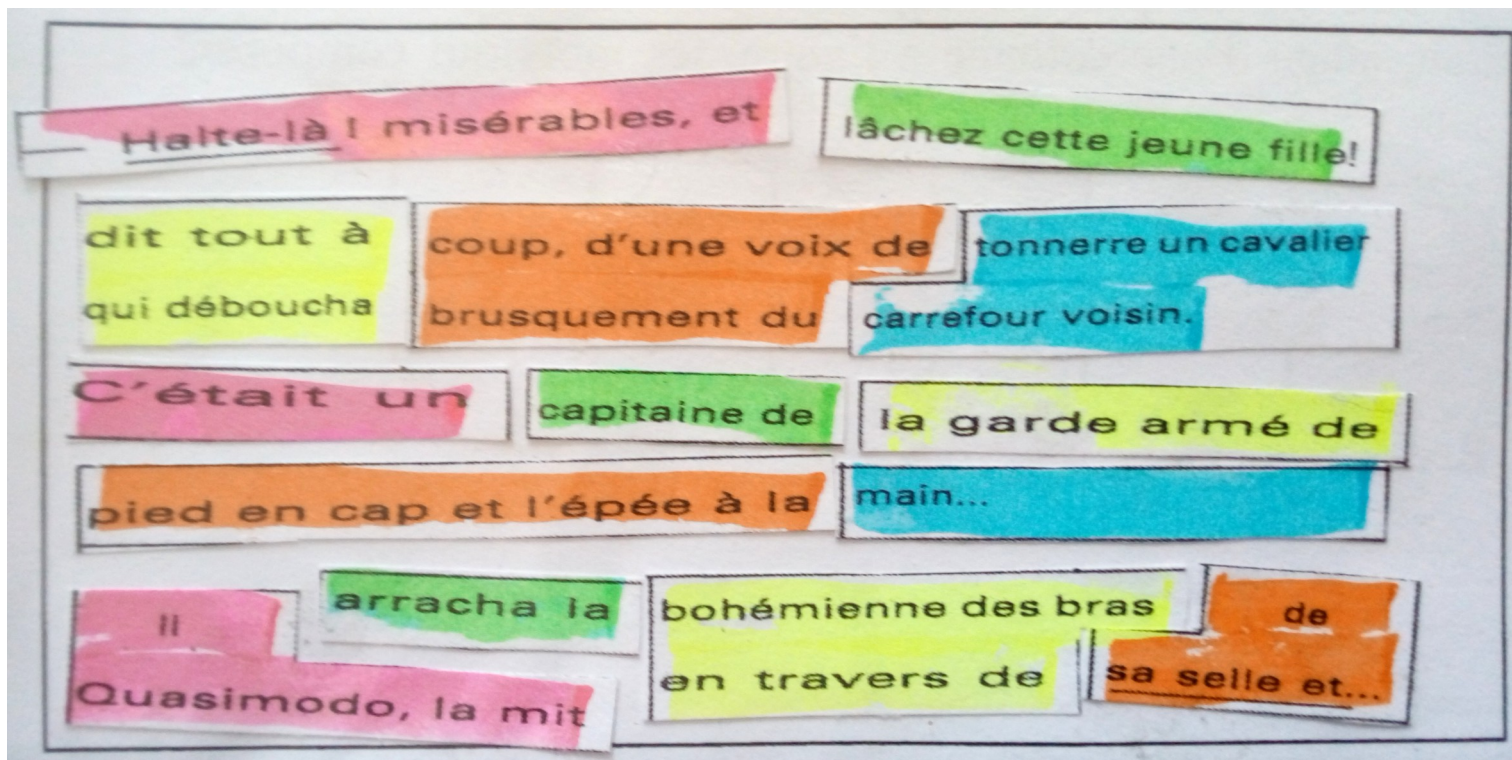 — Halte-là ! misérables, et lâchez cette jeune fille!
dit tout à coup, d'une voix de tonnerre un cavalier
qui déboucha brusquement du carrefour voisin.
C'était un capitaine de la garde armé de
pied en cap et l'épée à la main...
Il arracha la bohémienne des bras de
Quasimodo, la mit en travers de sa selle et...